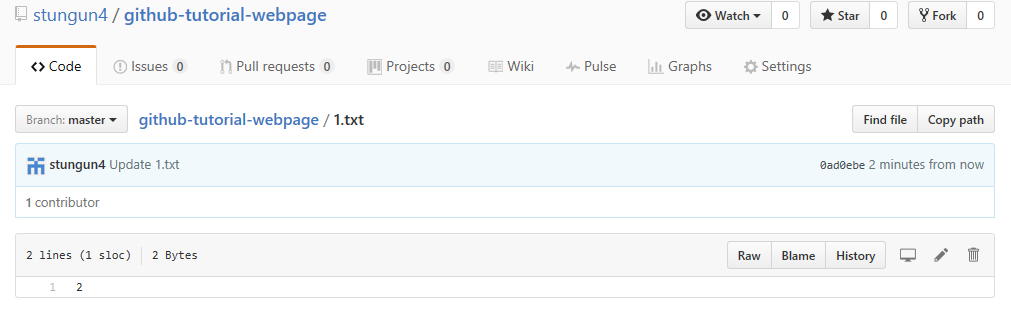 stungun4 / github-tutorial-webpage Watch 0 Star 0 Fork 0
Code Issues 0 Pull requests 0 Projects 0 Wiki Pulse Graphs Settings
Branch: master github-tutorial-webpage / 1.txt Find file Copy path
stungun4 Update 1.txt 0ad0ebe 2 minutes from now
1 contributor
2 lines (1 sloc) 2 Bytes Raw Blame History
1 2